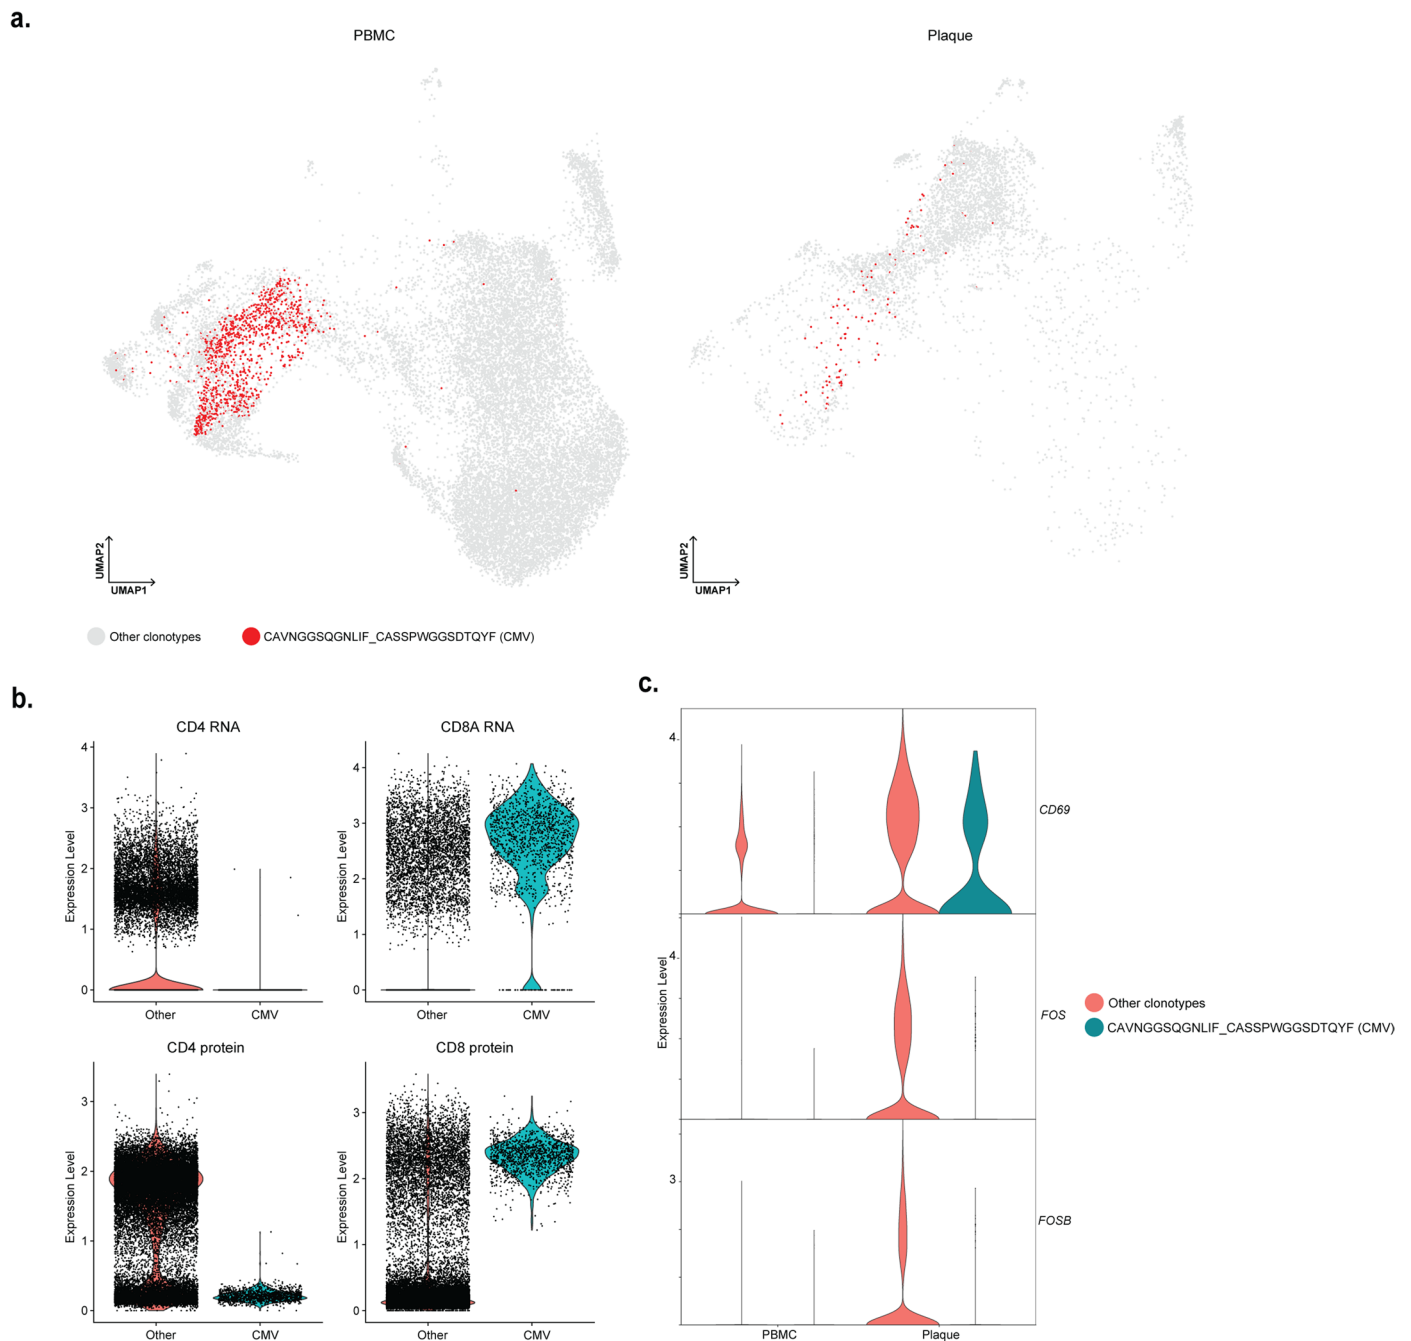 a.
PBMC
Plaque
UMAP2
UMAP1
UMAP2
UMAP1
Other clonotypes
CAVNGGSQGNLIF_CASSPWGGSDTQYF (CMV)
b.
CD4 RNA
Expression Level
4
3
2
1
0
Other
CMV
CD8A RNA
Expression Level
4
3
2
1
0
Other
CMV
CD4 protein
Expression Level
3
2
1
0
Other
CMV
CD8 protein
Expression Level
3
2
1
0
Other
CMV
c.
Expression Level
4
CD69
4
FOS
3
FOSB
PBMC
Plaque
Other clonotypes
CAVNGGSQGNLIF_CASSPWGGSDTQYF (CMV)